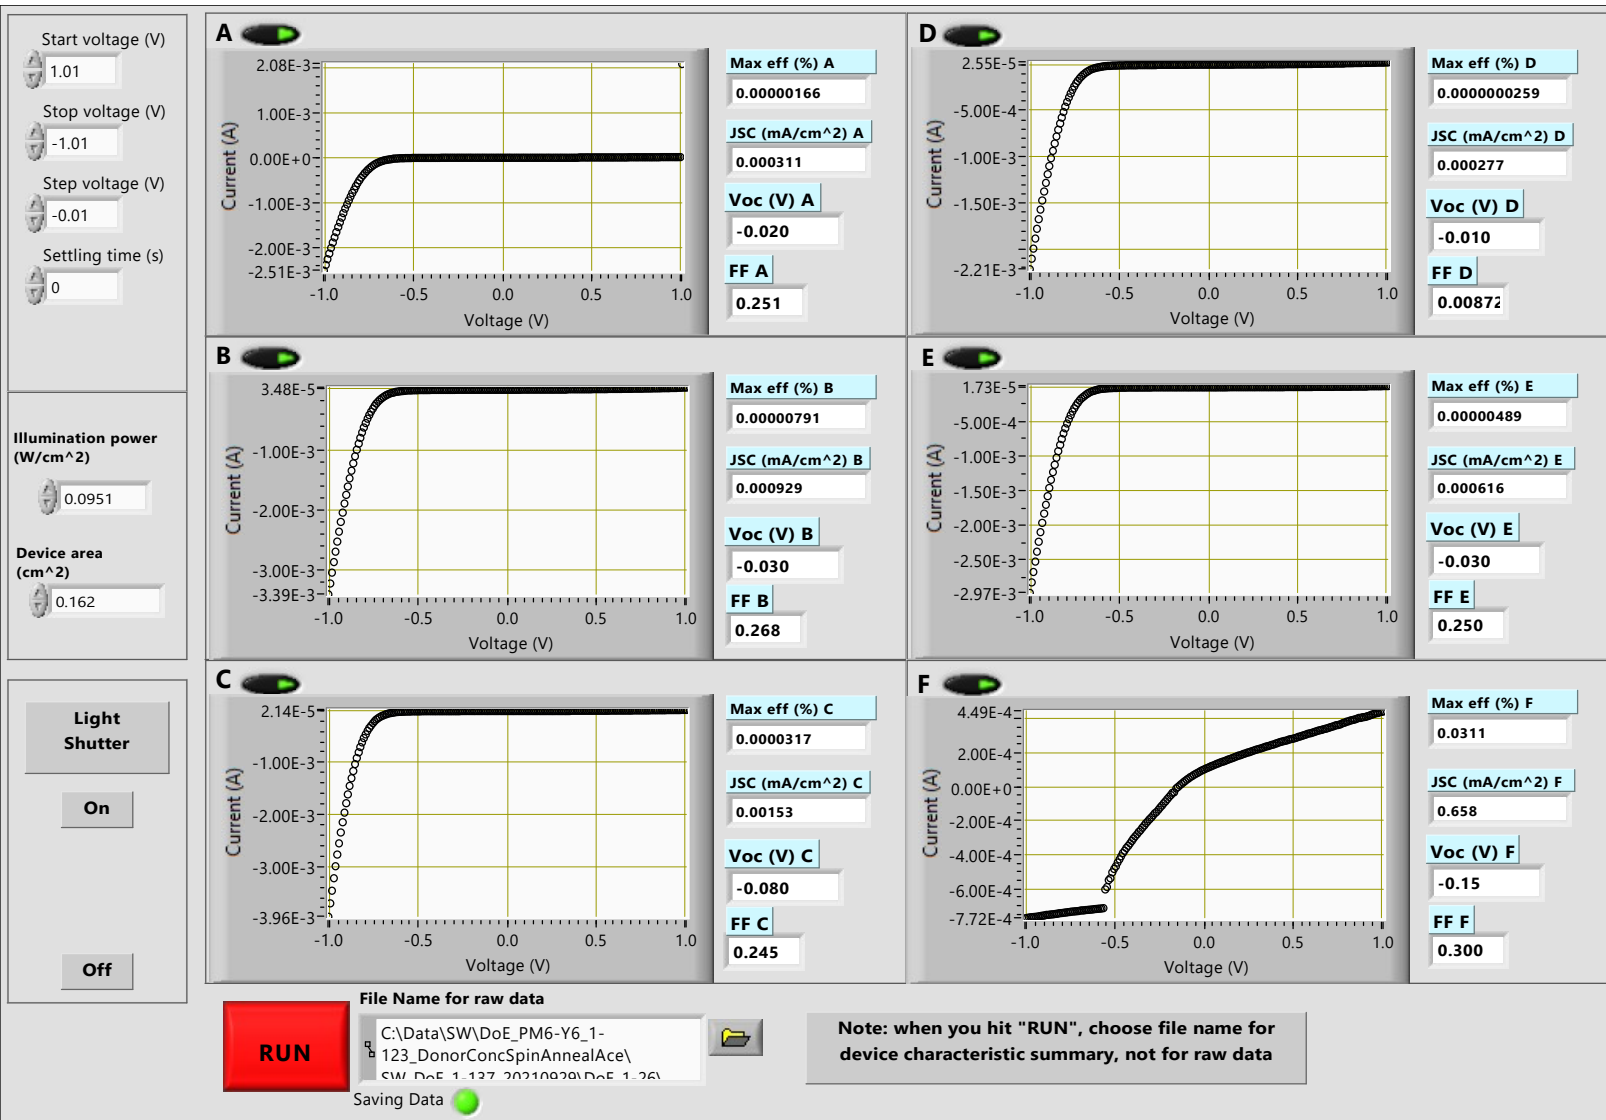 Start voltage (V)
1.01
Stop voltage (V)
-1.01
Step voltage (V)
-0.01
Settling time (s)
0
Illumination power
(W/cm^2)
0.0951
Device area
(cm^2)
0.162
Light
Shutter
On
Off
A
2.08E-3
1.00E-3
0.00E+0
-1.00E-3
-2.00E-3
-2.51E-3
Current (A)
-1.0 -0.5 0.0 0.5 1.0
Voltage (V)
Max eff (%) A
0.00000166
JSC (mA/cm^2) A
0.000311
Voc (V) A
-0.020
FF A
0.251
B
3.48E-5
-1.00E-3
-2.00E-3
-3.00E-3
-3.39E-3
Current (A)
-1.0 -0.5 0.0 0.5 1.0
Voltage (V)
Max eff (%) B
0.00000791
JSC (mA/cm^2) B
0.000929
Voc (V) B
-0.030
FF B
0.268
C
2.14E-5
-1.00E-3
-2.00E-3
-3.00E-3
-3.96E-3
Current (A)
-1.0 -0.5 0.0 0.5 1.0
Voltage (V)
Max eff (%) C
0.0000317
JSC (mA/cm^2) C
0.00153
Voc (V) C
-0.080
FF C
0.245
D
2.55E-5
-5.00E-4
-1.00E-3
-1.50E-3
-2.21E-3
Current (A)
-1.0 -0.5 0.0 0.5 1.0
Voltage (V)
Max eff (%) D
0.0000000259
JSC (mA/cm^2) D
0.000277
Voc (V) D
-0.010
FF D
0.00872
E
1.73E-5
-5.00E-4
-1.00E-3
-1.50E-3
-2.00E-3
-2.50E-3
-2.97E-3
Current (A)
-1.0 -0.5 0.0 0.5 1.0
Voltage (V)
Max eff (%) E
0.00000489
JSC (mA/cm^2) E
0.000616
Voc (V) E
-0.030
FF E
0.250
F
4.49E-4
2.00E-4
0.00E+0
-2.00E-4
-4.00E-4
-6.00E-4
-7.72E-4
Current (A)
-1.0 -0.5 0.0 0.5 1.0
Voltage (V)
Max eff (%) F
0.0311
JSC (mA/cm^2) F
0.658
Voc (V) F
-0.15
FF F
0.300
RUN
File Name for raw data
C:\Data\SW\DoE_PM6-Y6_1-
123_DonorConcSpinAnnealAce\
SW_DoE_1-137_20210929\DoE_1-26\
Saving Data
Note: when you hit "RUN", choose file name for
device characteristic summary, not for raw data